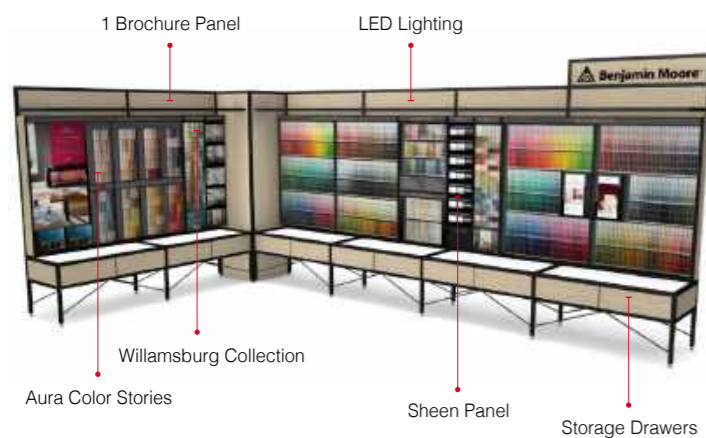 1 Brochure Panel
LED Lighting
Benjamin Moore
Willamsburg Collection
Aura Color Stories
Sheen Panel
Storage Drawers